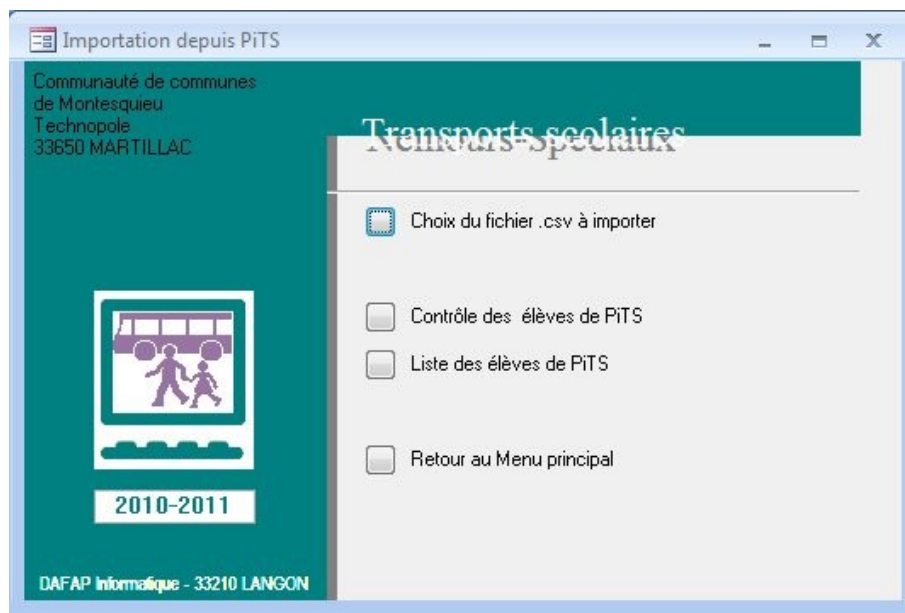 Importation depuis PiTS
Communauté de communes
de Montesquieu
Technopole
33650 MARTILLAC
Transports scolaires
Choix du fichier .csv à importer
Contrôle des  élèves de PiTS
Liste des élèves de PiTS
Retour au Menu principal
2010-2011
DAFAP Informatique - 33210 LANGON